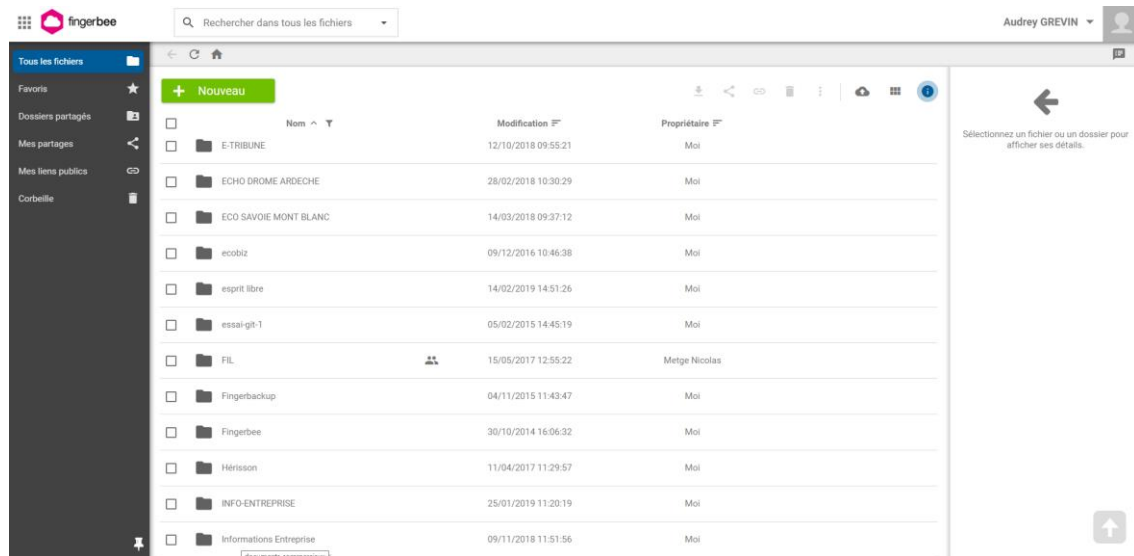 fingerbee
Rechercher dans tous les fichiers
Audrey GREVIN
Tous les fichiers
Favoris
Dossiers partagés
Mes partages
Mes liens publics
Corbeille
+ Nouveau
Nom Modification Propriétaire
E-TRIBUNE 12/10/2018 09:55:21 Moi
ECHO DROME ARDECHE 28/02/2018 10:30:29 Moi
ECO SAVOIE MONT BLANC 14/03/2018 09:37:12 Moi
ecobiz 09/12/2016 10:46:38 Moi
esprit libre 14/02/2019 14:51:26 Moi
essai-git-1 05/02/2015 14:45:19 Moi
FIL 15/05/2017 12:55:22 Metge Nicolas
Fingerbackup 04/11/2015 11:43:47 Moi
Fingerbee 30/10/2014 16:06:32 Moi
Hérisson 11/04/2017 11:29:57 Moi
INFO-ENTREPRISE 25/01/2019 11:20:19 Moi
Informations Entreprise 09/11/2018 11:51:56 Moi
Sélectionnez un fichier ou un dossier pour
afficher ses détails.